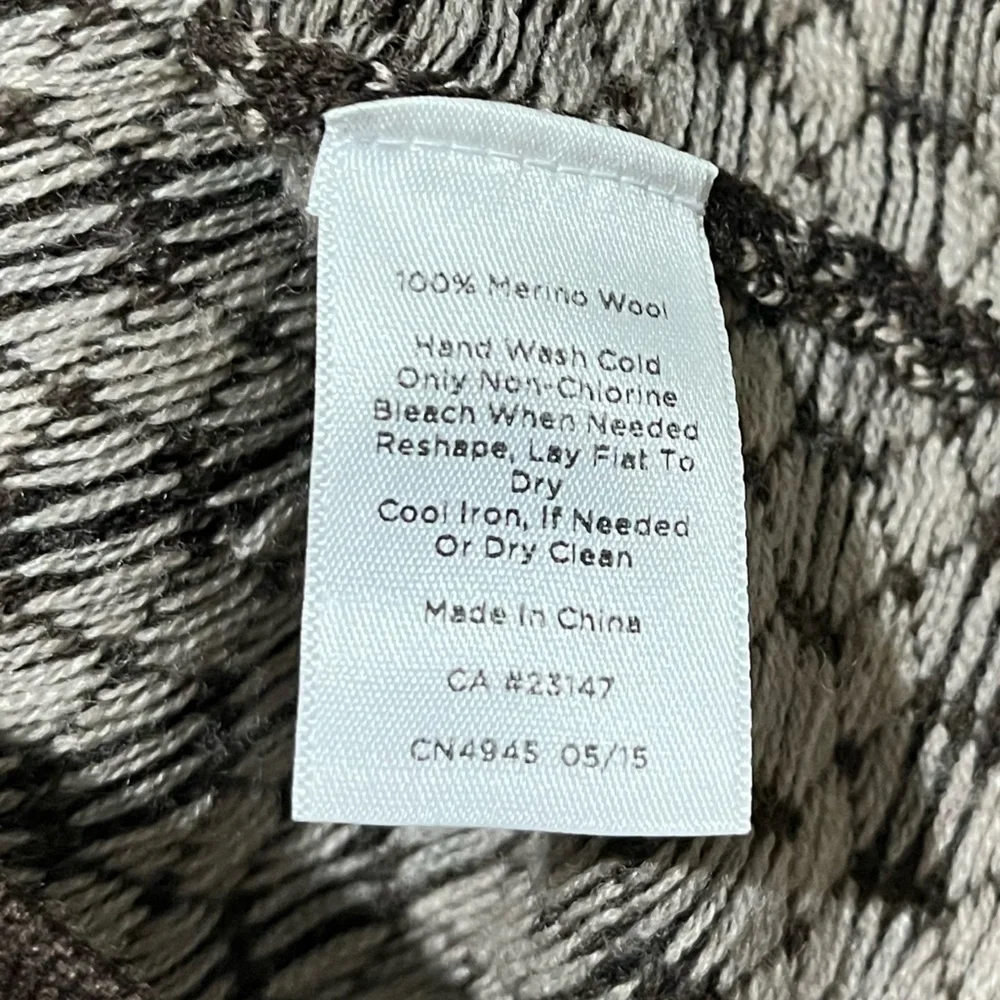 100% Merino Wool
Hand Wash Cold
Only Non-Chlorine
Bleach When Needed
Reshape, Lay Flat To
Dry
Cool Iron, If Needed
Or Dry Clean
Made In China
CA #23147
CN4945 05/15